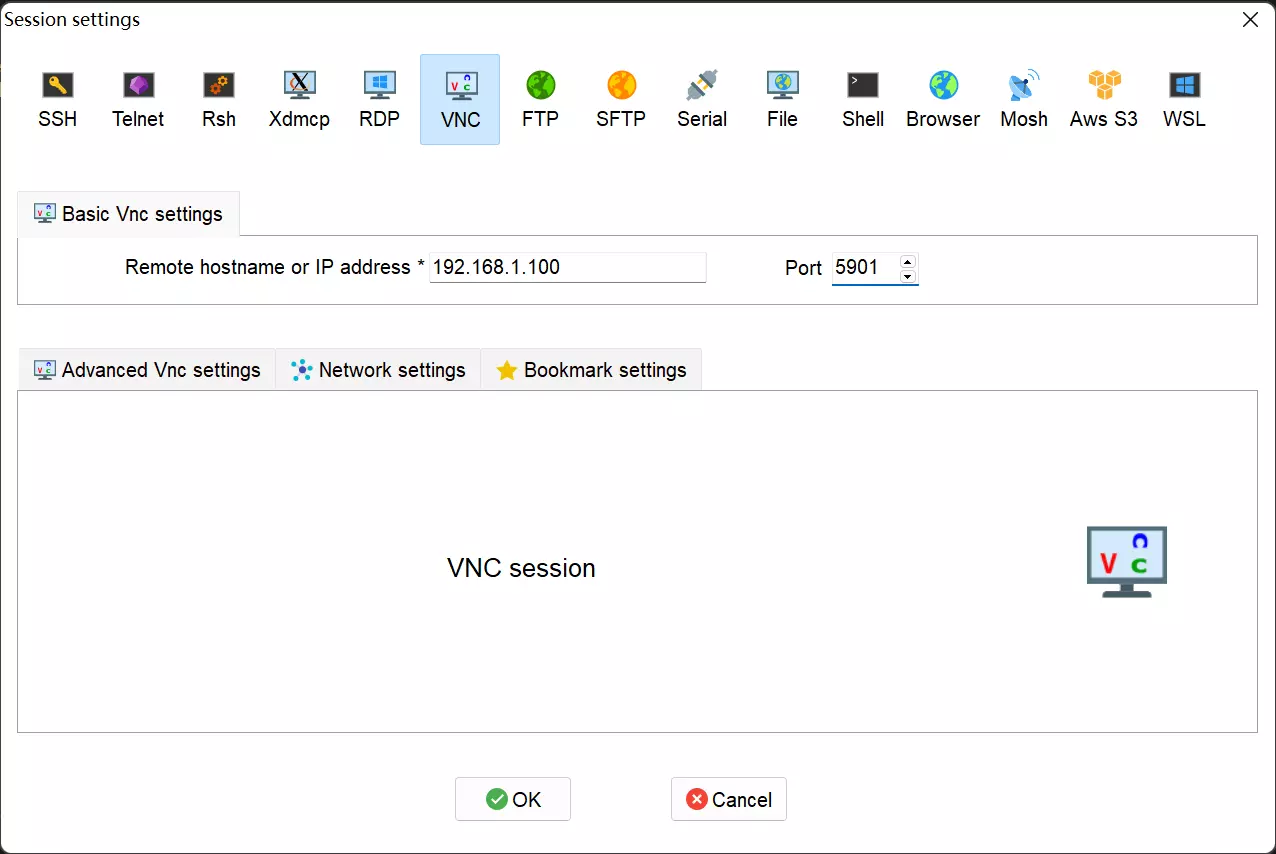 Session settings
SSH Telnet Rsh Xdmcp RDP VNC FTP SFTP Serial File Shell Browser Mosh Aws S3 WSL
Basic Vnc settings
Remote hostname or IP address * 192.168.1.100 Port 5901
Advanced Vnc settings Network settings Bookmark settings
VNC session
OK Cancel